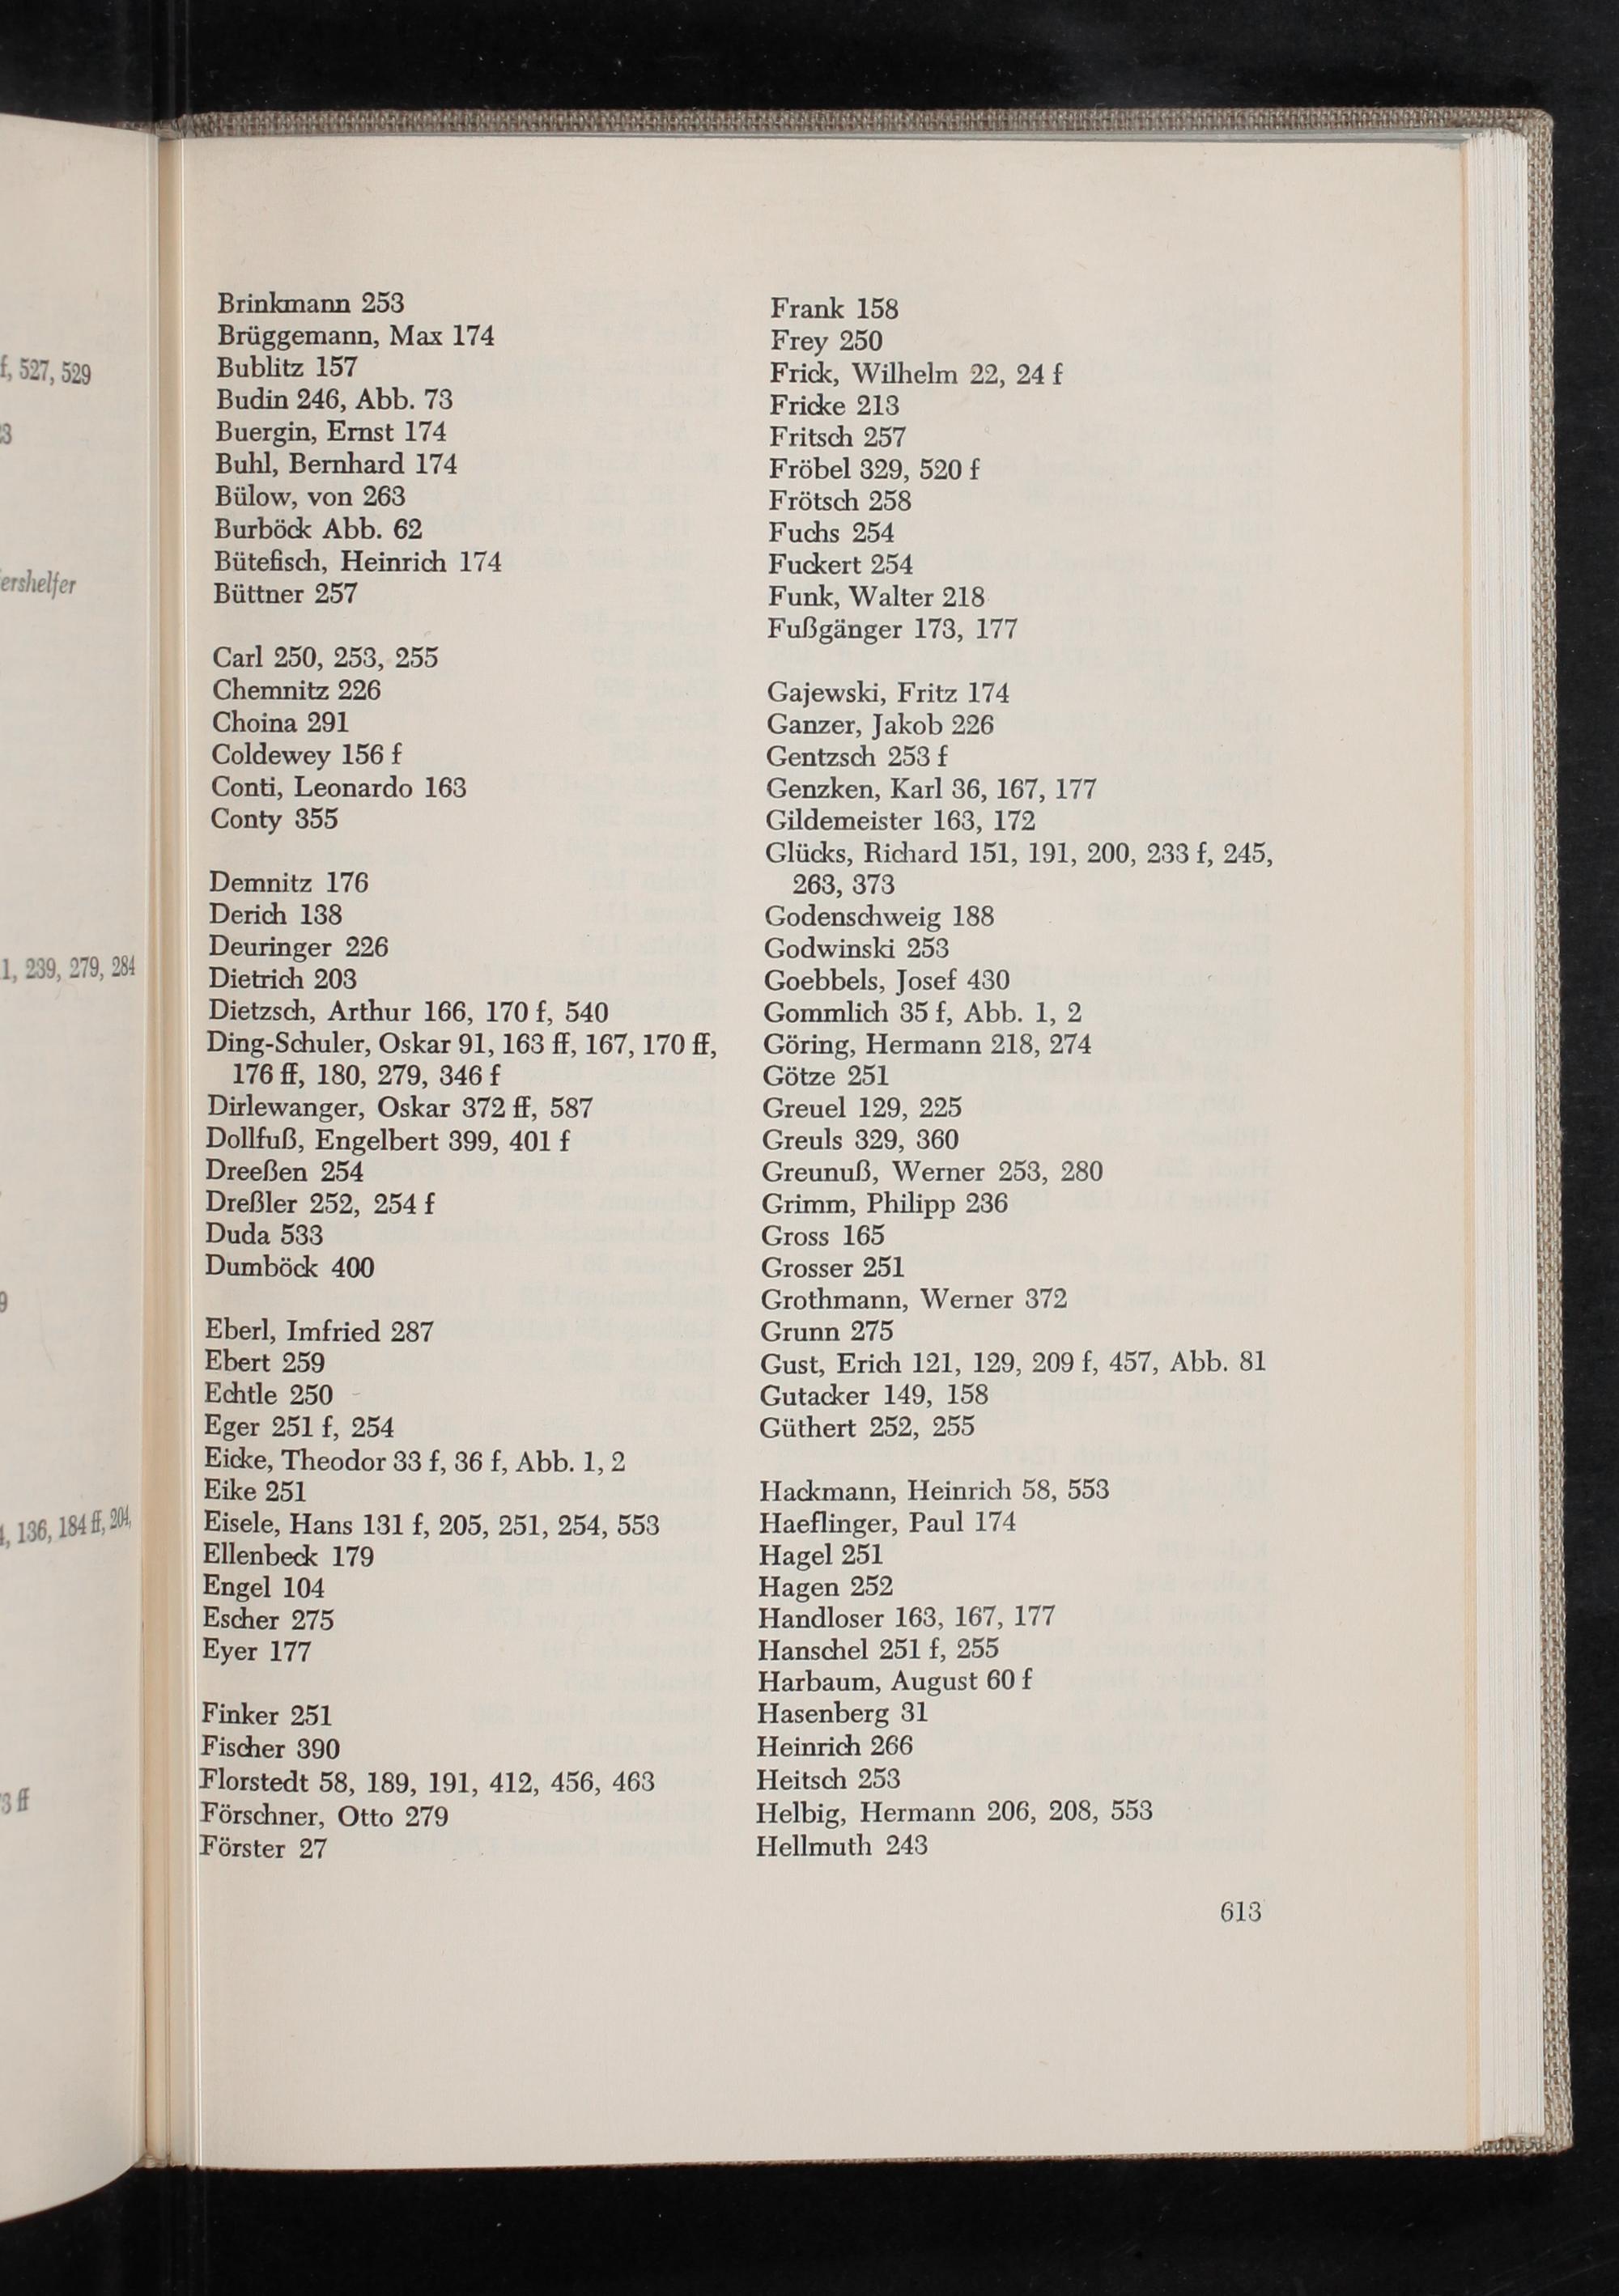 f, 527, 529
ershelfer
1, 239, 279, 284
136, 184 ff, 204,
3 ff
Brinkmann 253
Brüggemann, Max 174
Bublitz 157
Budin 246, Abb. 73
Buergin, Ernst 174
Buhl, Bernhard 174
Bülow, von 263
Burböck Abb. 62
Bütefisch, Heinrich 174
Büttner 257
Carl 250, 253, 255
Chemnitz 226
Choina 291
Coldewey 156 f
Conti, Leonardo 163
Conty 355
Demnitz 176
Derich 138
Deuringer 226
Dietrich 203
Dietzsch, Arthur 166, 170 f, 540
Ding-Schuler, Oskar 91, 163 ff, 167, 170 ff,
176 ff, 180, 279, 346 f
Dirlewanger, Oskar 372 ff, 587
Dollfuß, Engelbert 399, 401 f
Dreeßen 254
Dreßler 252, 254 f
Duda 533
Dumböck 400
Eberl, Imfried 287
Ebert 259
Echtle 250
Eger 251 f, 254
Eicke, Theodor 33 f, 36 f, Abb. 1, 2
Eike 251
Eisele, Hans 131 f, 205, 251, 254, 553
Ellenbeck 179
Engel 104
Escher 275
Eyer 177
Finker 251
Fischer 390
Florstedt 58, 189, 191, 412, 456, 463
Förschner, Otto 279
Förster 27
Frank 158
Frey 250
Frick, Wilhelm 22, 24 f
Fricke 213
Fritsch 257
Fröbel 329, 520 f
Frötsch 258
Fuchs 254
Fuckert 254
Funk, Walter 218
Fußgänger 173, 177
Gajewski, Fritz 174
Ganzer, Jakob 226
Gentzsch 253 f
Genzken, Karl 36, 167, 177
Gildemeister 163, 172
Glücks, Richard 151, 191, 200, 233 f, 245,
263, 373
Godenschweig 188
Godwinski 253
Goebbels, Josef 430
Gommlich 35 f, Abb. 1, 2
Göring, Hermann 218, 274
Götze 251
Greuel 129, 225
Greuls 329, 360
Greunuß, Werner 253, 280
Grimm, Philipp 236
Gross 165
Grosser 251
Grothmann, Werner 372
Grunn 275
Gust, Erich 121, 129, 209 f, 457, Abb. 81
Gutacker 149, 158
Güthert 252, 255
Hackmann, Heinrich 58, 553
Haeflinger, Paul 174
Hagel 251
Hagen 252
Handloser 163, 167, 177
Hanschel 251 f, 255
Harbaum, August 60 f
Hasenberg 31
Heinrich 266
Heitsch 253
Helbig, Hermann 206, 208, 553
Hellmuth 243
613